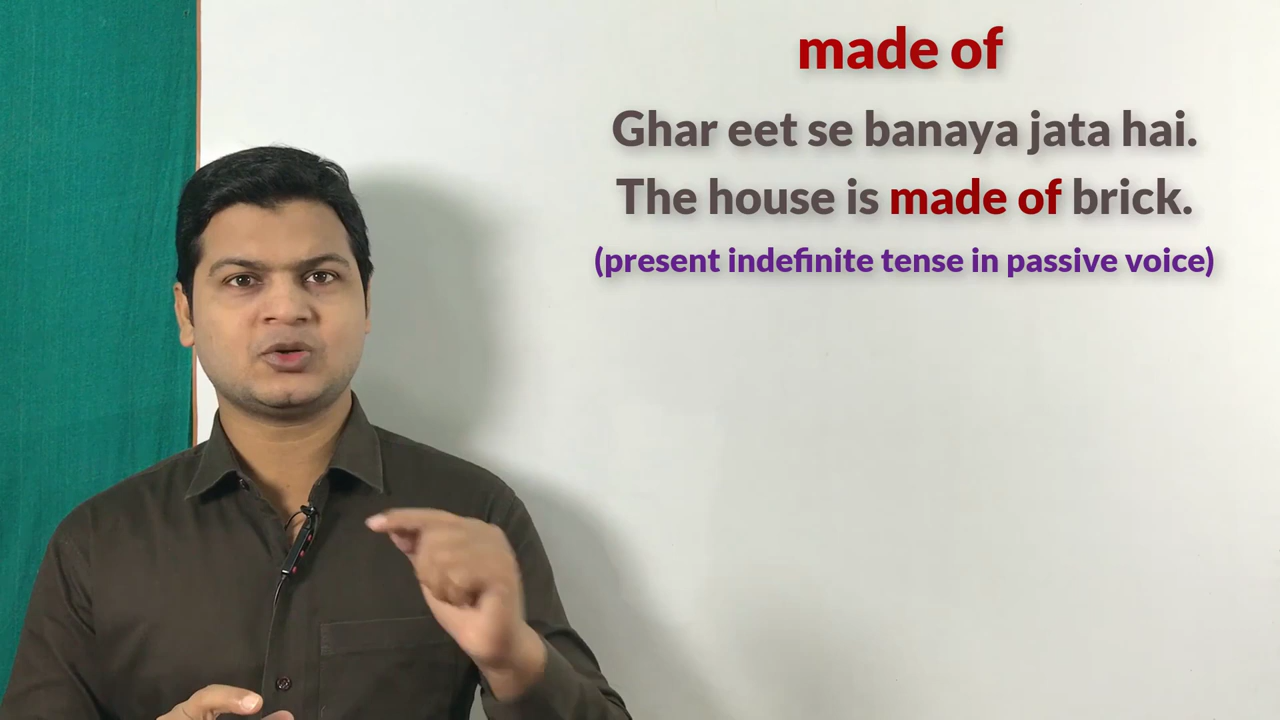 made of
Ghar eet se banaya jata hai.
The house is made of brick.
(present indefinite tense in passive voice)